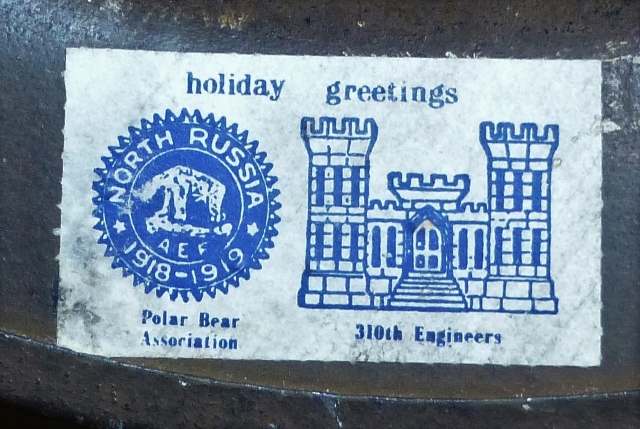 holiday greetings
NORTH RUSSIA
AEF
1918-1919
Polar Bear
Association
310th Engineers